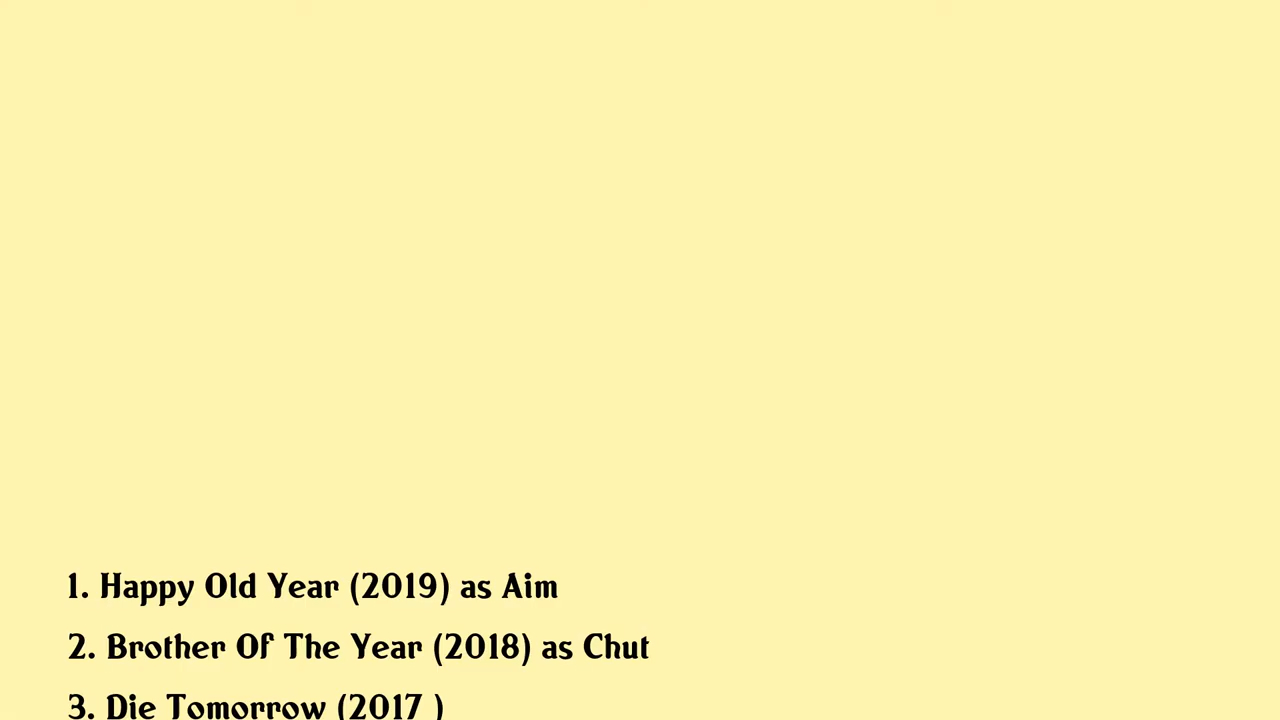 1. Happy Old Year (2019) as Aim
2. Brother Of The Year (2018) as Chut
3. Die Tomorrow (2017 )